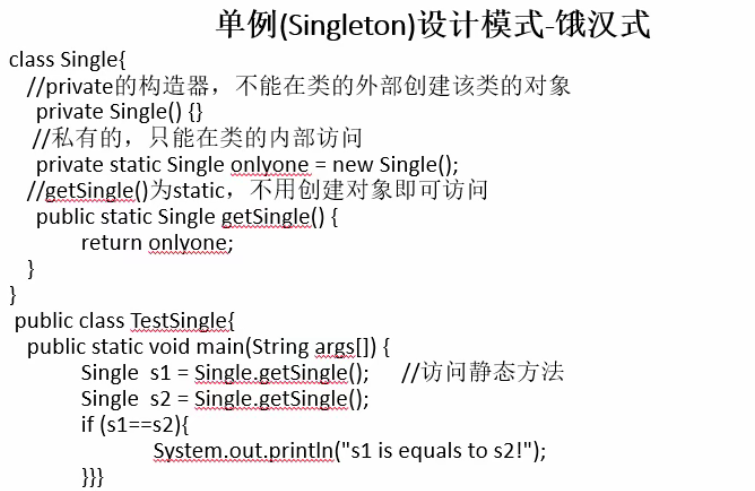 单例(Singleton)设计模式-饿汉式
class Single{
//private的构造器，不能在类的外部创建该类的对象
private Single() {}
//私有的，只能在类的内部访问
private static Single onlyone = new Single();
//getSingle()为static，不用创建对象即可访问
public static Single getSingle() {
return onlyone;
}
}
public class TestSingle{
public static void main(String args[]) {
Single s1 = Single.getSingle(); //访问静态方法
Single s2 = Single.getSingle();
if (s1==s2){
System.out.println("s1 is equals to s2!");
}}}